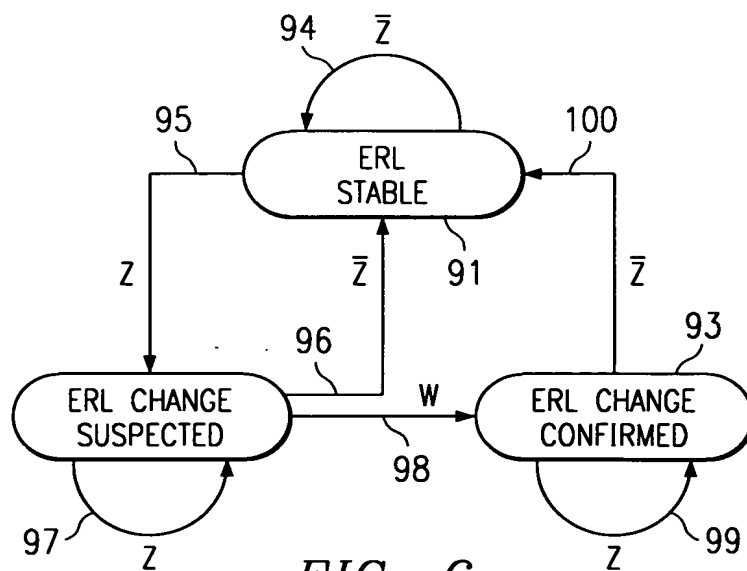 94
Z̅
95
100
ERL
STABLE
Z
Z̅
91
Z̅
96
93
ERL CHANGE
SUSPECTED
W
ERL CHANGE
CONFIRMED
98
97
Z
Z
99